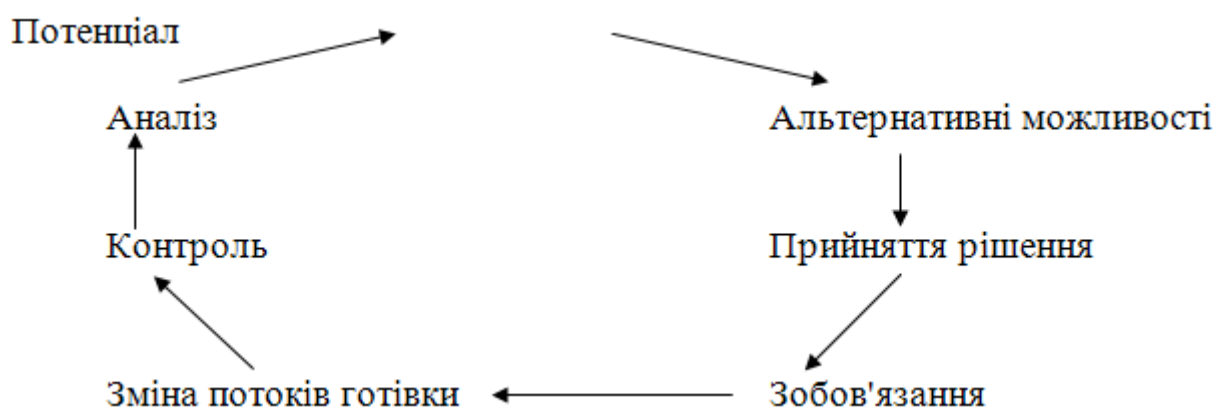 Потенціал
Аналіз Альтернативні можливості
Контроль Прийняття рішення
Зміна потоків готівки Зобов'язання